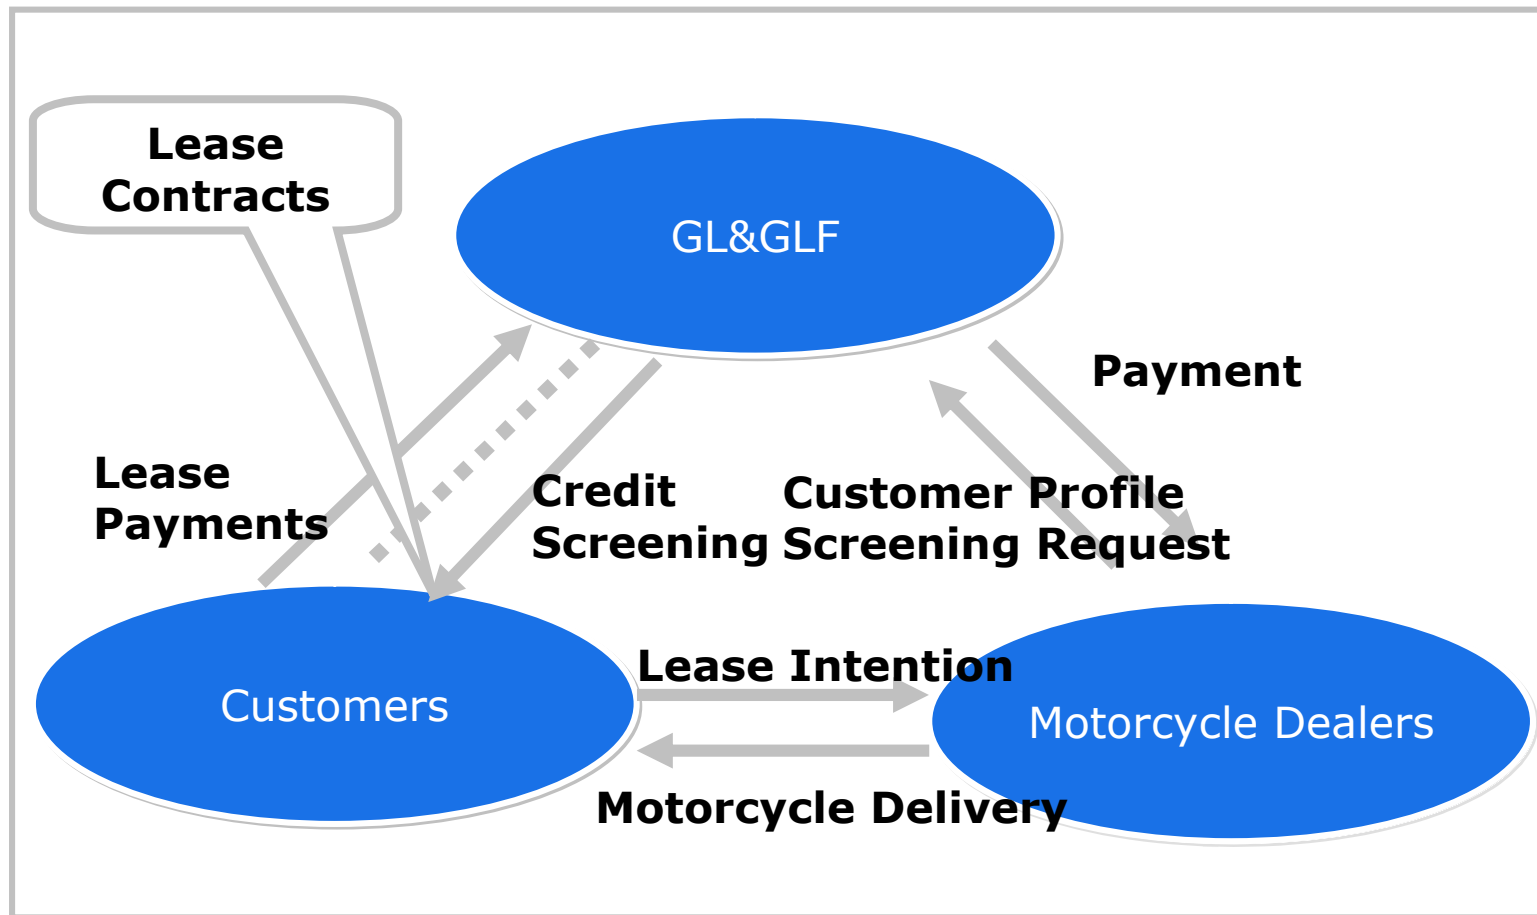 Lease
Contracts
GL&GLF
Payment
Lease
Payments
Credit
Screening
Customer Profile
Screening Request
Lease Intention
Customers
Motorcycle Dealers
Motorcycle Delivery